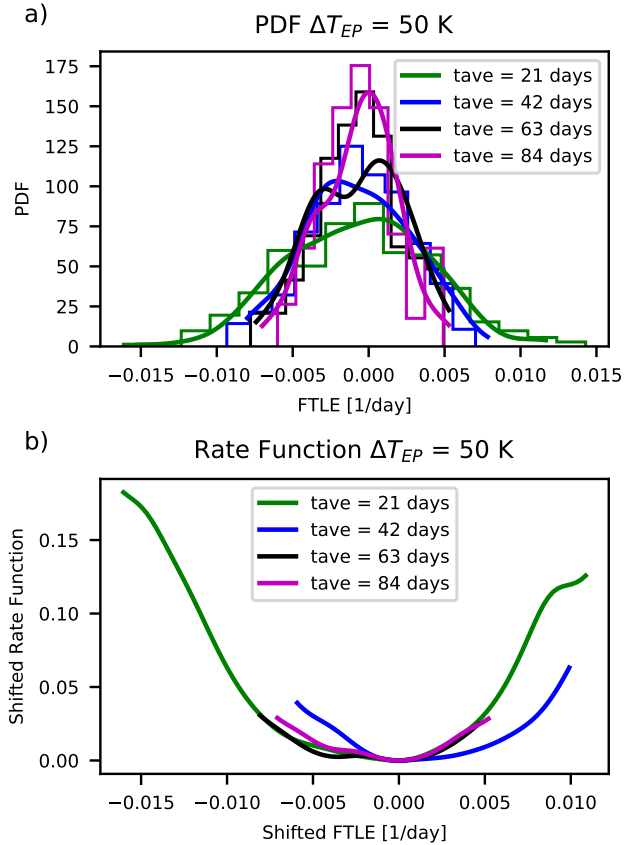 a)
PDF ΔT_EP = 50 K
175
150
125
100
75
50
25
0
PDF
tave = 21 days
tave = 42 days
tave = 63 days
tave = 84 days
−0.015 −0.010 −0.005 0.000 0.005 0.010 0.015
FTLE [1/day]
b)
Rate Function ΔT_EP = 50 K
0.15
0.10
0.05
0.00
Shifted Rate Function
tave = 21 days
tave = 42 days
tave = 63 days
tave = 84 days
−0.015 −0.010 −0.005 0.000 0.005 0.010
Shifted FTLE [1/day]